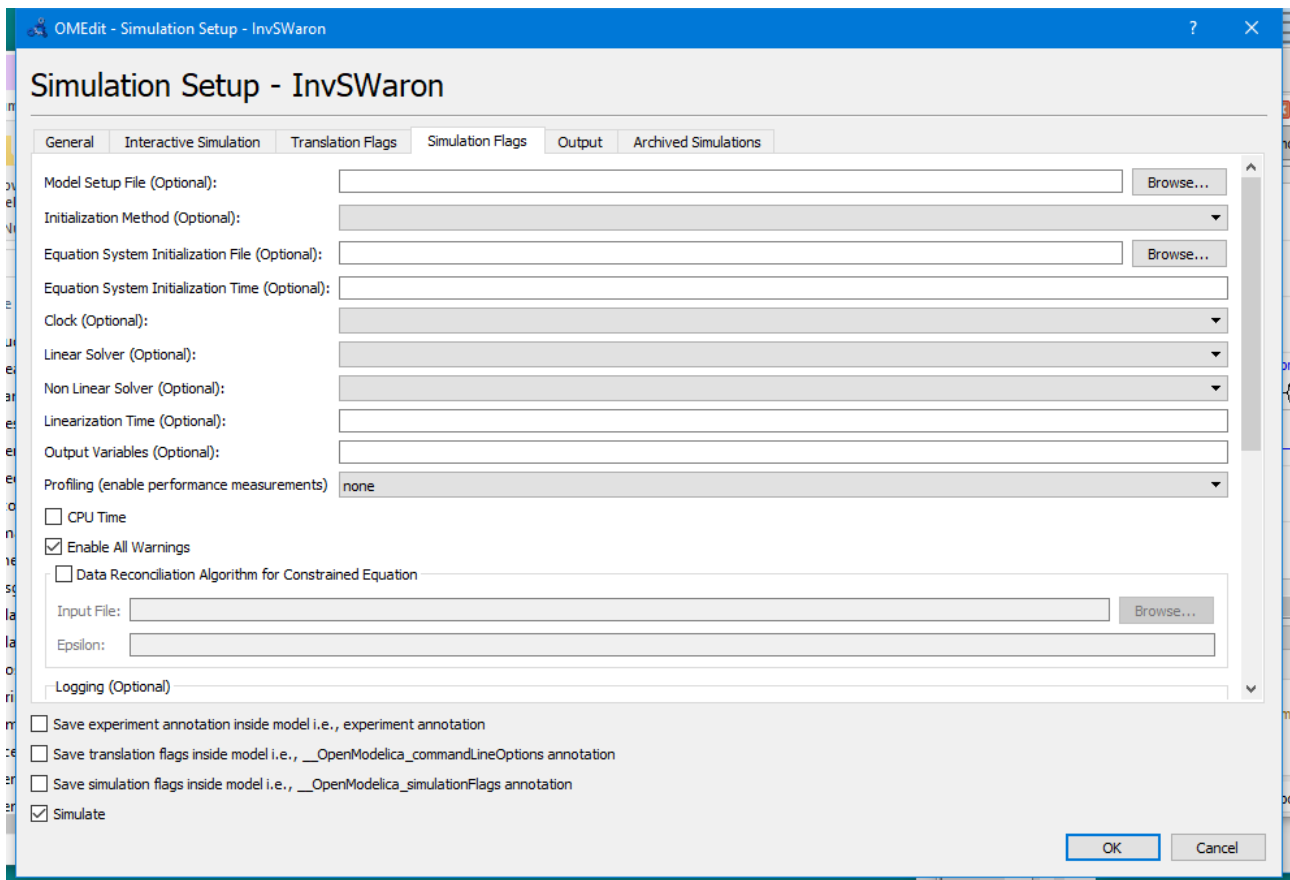 OMEdit - Simulation Setup - InvSWaron
Simulation Setup - InvSWaron
General Interactive Simulation Translation Flags Simulation Flags Output Archived Simulations
Model Setup File (Optional): Browse...
Initialization Method (Optional):
Equation System Initialization File (Optional): Browse...
Equation System Initialization Time (Optional):
Clock (Optional):
Linear Solver (Optional):
Non Linear Solver (Optional):
Linearization Time (Optional):
Output Variables (Optional):
Profiling (enable performance measurements) none
CPU Time
Enable All Warnings
Data Reconciliation Algorithm for Constrained Equation
Input File: Browse...
Epsilon:
Logging (Optional)
Save experiment annotation inside model i.e., experiment annotation
Save translation flags inside model i.e., __OpenModelica_commandLineOptions annotation
Save simulation flags inside model i.e., __OpenModelica_simulationFlags annotation
Simulate
OK Cancel